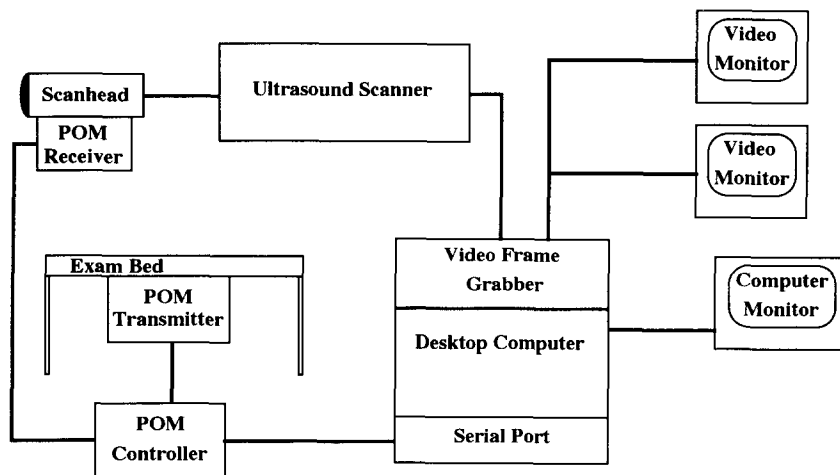 Scanhead
POM
Receiver
Ultrasound Scanner
Video
Monitor
Video
Monitor
Exam Bed
POM
Transmitter
Video Frame
Grabber
Computer
Monitor
Desktop Computer
POM
Controller
Serial Port